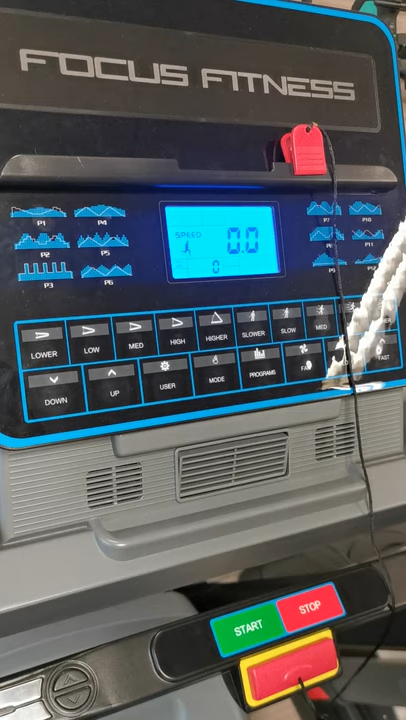 FOCUS FITNESS
P1 P4
P2 P5
P3 P6
SPEED 0.0
0
P7 P10
P11
LOWER LOW MED HIGH HIGHER SLOWER SLOW MED
DOWN UP USER MODE PROGRAMS FAN FAST
START STOP